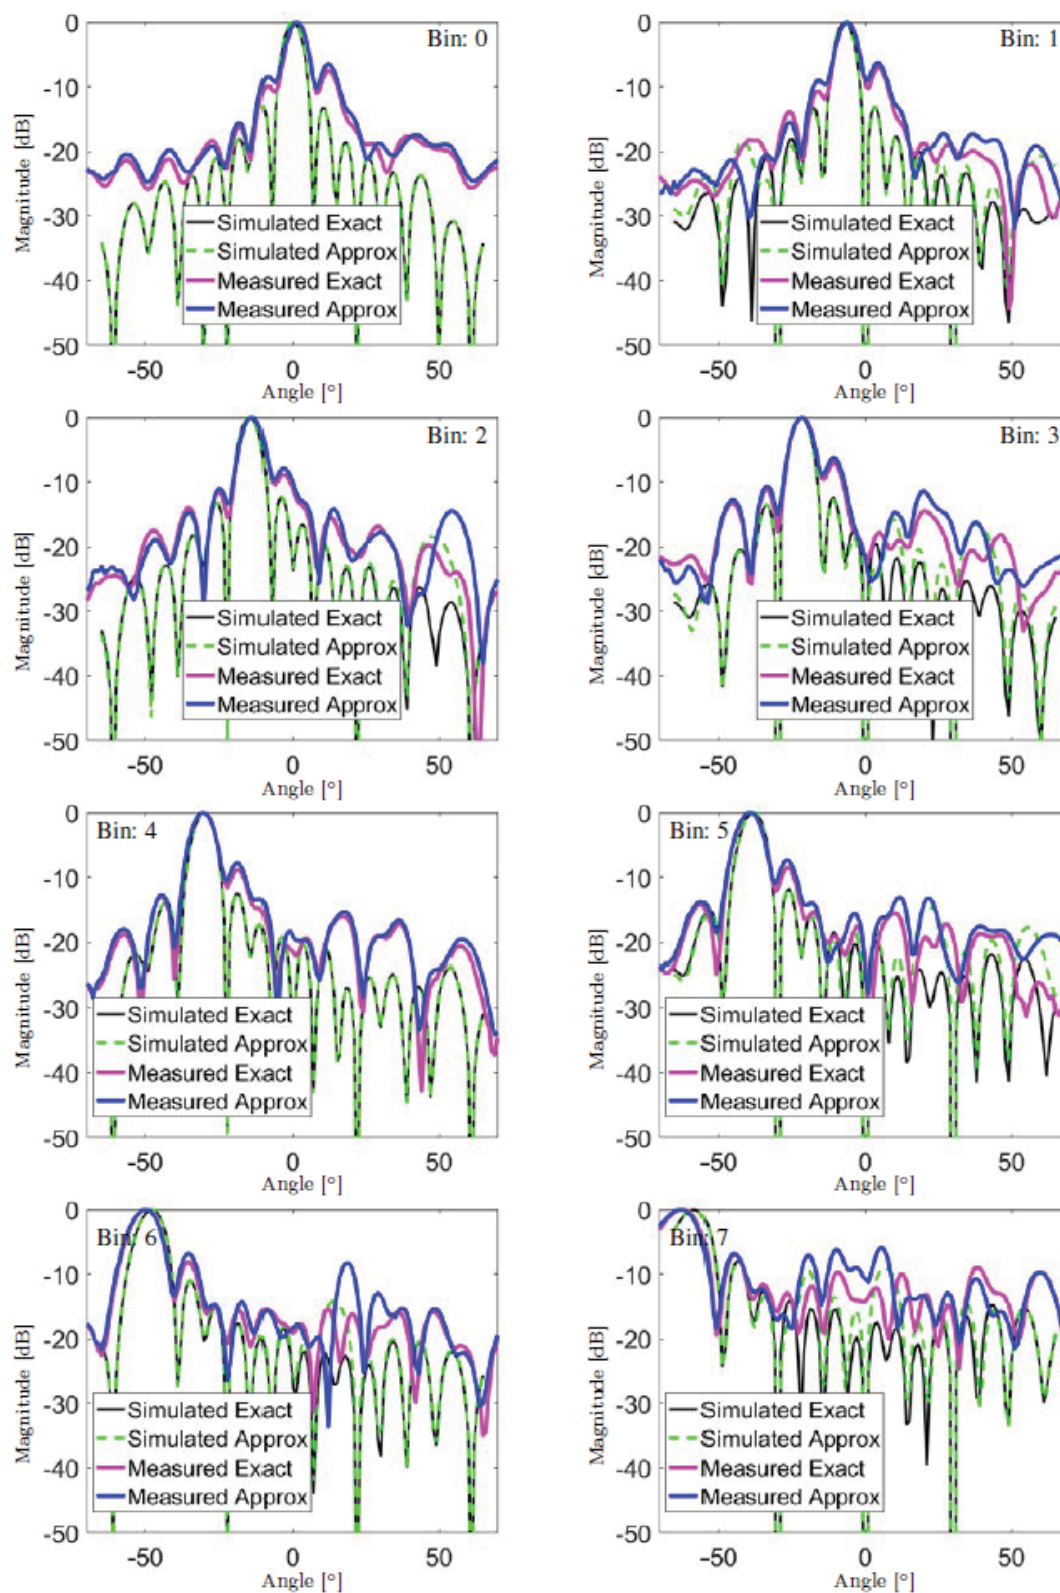 Bin: 0
0
-10
-20
-30
-40
-50
Magnitude [dB]
Simulated Exact
Simulated Approx
Measured Exact
Measured Approx
-50
0
50
Angle [°]
Bin: 1
0
-10
-20
-30
-40
-50
Magnitude [dB]
Simulated Exact
Simulated Approx
Measured Exact
Measured Approx
-50
0
50
Angle [°]
Bin: 2
0
-10
-20
-30
-40
-50
Magnitude [dB]
Simulated Exact
Simulated Approx
Measured Exact
Measured Approx
-50
0
50
Angle [°]
Bin: 3
0
-10
-20
-30
-40
-50
Magnitude [dB]
Simulated Exact
Simulated Approx
Measured Exact
Measured Approx
-50
0
50
Angle [°]
Bin: 4
0
-10
-20
-30
-40
-50
Magnitude [dB]
Simulated Exact
Simulated Approx
Measured Exact
Measured Approx
-50
0
50
Angle [°]
Bin: 5
0
-10
-20
-30
-40
-50
Magnitude [dB]
Simulated Exact
Simulated Approx
Measured Exact
Measured Approx
-50
0
50
Angle [°]
Bin: 6
0
-10
-20
-30
-40
-50
Magnitude [dB]
Simulated Exact
Simulated Approx
Measured Exact
Measured Approx
-50
0
50
Angle [°]
Bin: 7
0
-10
-20
-30
-40
-50
Magnitude [dB]
Simulated Exact
Simulated Approx
Measured Exact
Measured Approx
-50
0
50
Angle [°]